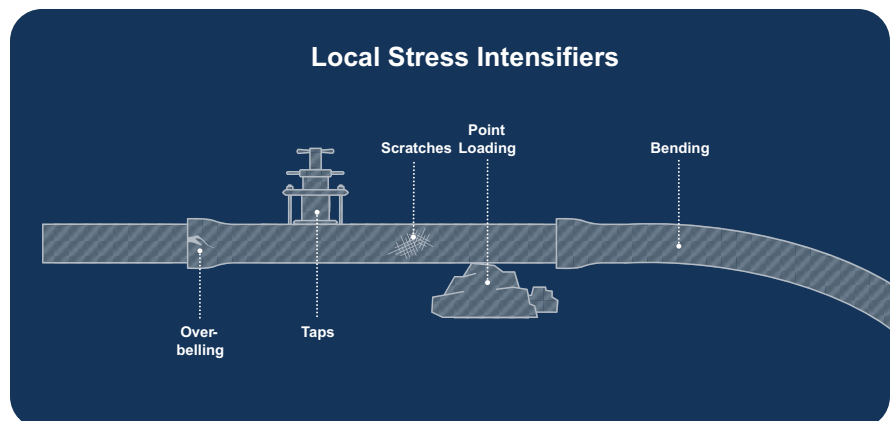 Local Stress Intensifiers
Scratches
Point
Loading
Bending
Over-
belling
Taps